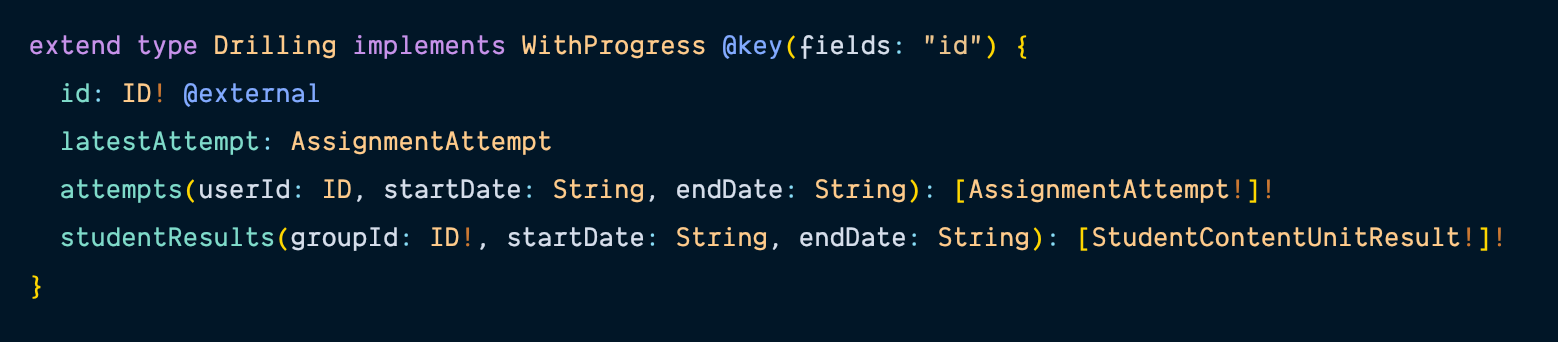 extend type Drilling implements WithProgress @key(fields: "id") {
id: ID! @external
latestAttempt: AssignmentAttempt
attempts(userId: ID, startDate: String, endDate: String): [AssignmentAttempt!]!
studentResults(groupId: ID!, startDate: String, endDate: String): [StudentContentUnitResult!]!
}